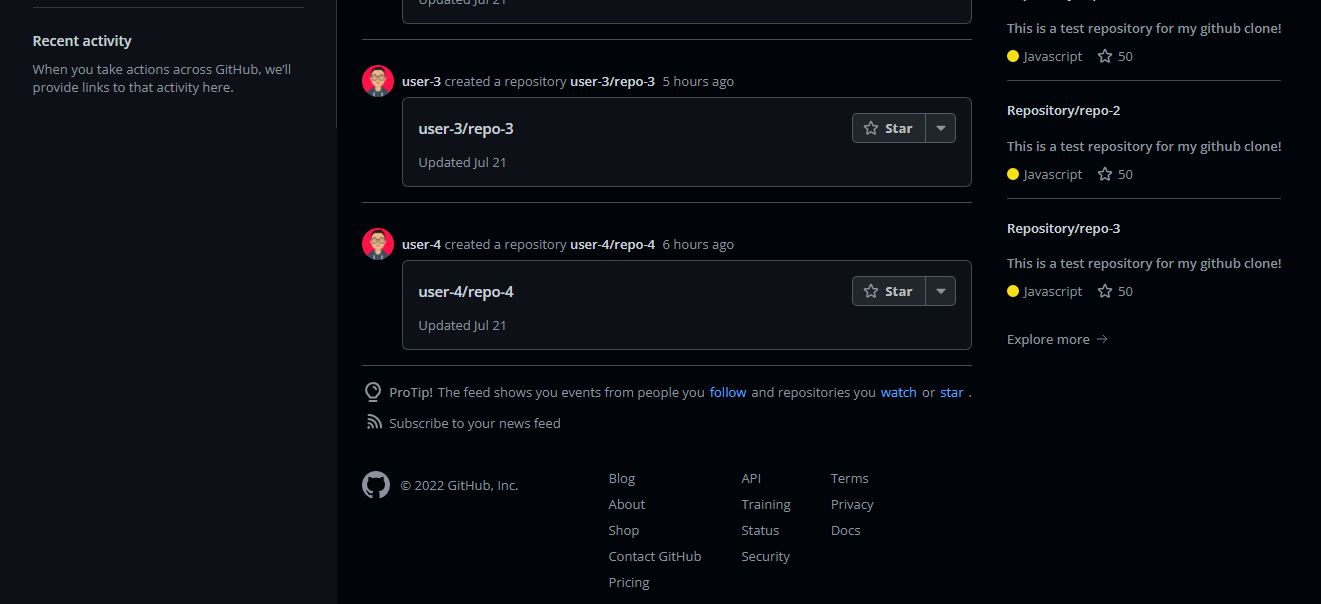 Recent activity
When you take actions across GitHub, we'll
provide links to that activity here.
Updated Jul 21
user-3 created a repository user-3/repo-3 5 hours ago
user-3/repo-3
Star
Updated Jul 21
user-4 created a repository user-4/repo-4 6 hours ago
user-4/repo-4
Star
Updated Jul 21
ProTip! The feed shows you events from people you follow and repositories you watch or star .
Subscribe to your news feed
© 2022 GitHub, Inc.
Blog
About
Shop
Contact GitHub
Pricing
API
Training
Status
Security
Terms
Privacy
Docs
This is a test repository for my github clone!
Javascript 50
Repository/repo-2
This is a test repository for my github clone!
Javascript 50
Repository/repo-3
This is a test repository for my github clone!
Javascript 50
Explore more